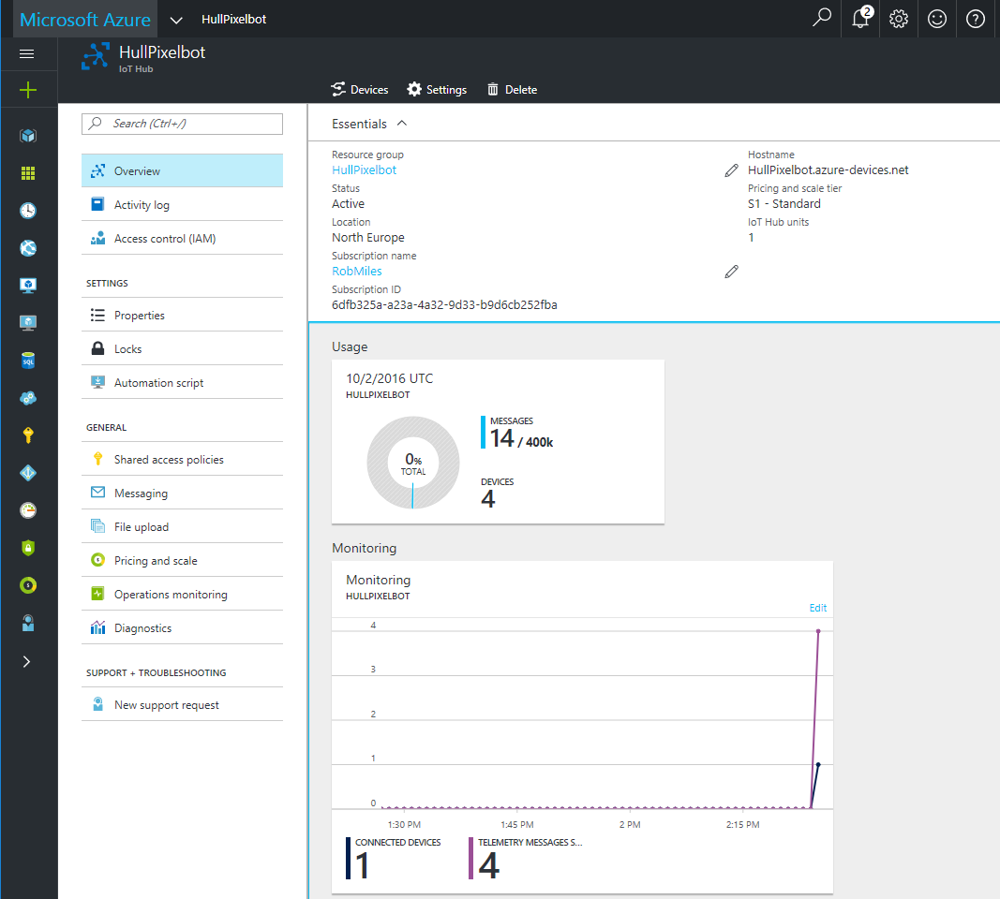 Microsoft Azure HullPixelbot 2
HullPixelbot
IoT Hub
Devices Settings Delete
Search (Ctrl+/)
Overview
Activity log
Access control (IAM)
SETTINGS
Properties
Locks
Automation script
GENERAL
Shared access policies
Messaging
File upload
Pricing and scale
Operations monitoring
Diagnostics
SUPPORT + TROUBLESHOOTING
New support request
Essentials
Resource group
HullPixelbot
Status
Active
Location
North Europe
Subscription name
RobMiles
Subscription ID
6dfb325a-a23a-4a32-9d33-b9d6cb252fba
Hostname
HullPixelbot.azure-devices.net
Pricing and scale tier
S1 - Standard
IoT Hub units
1
Usage
10/2/2016 UTC
HULLPIXELBOT
0%
TOTAL
MESSAGES
14 / 400k
DEVICES
4
Monitoring
Monitoring
HULLPIXELBOT
Edit
4
3
2
1
0
1:30 PM 1:45 PM 2 PM 2:15 PM
CONNECTED DEVICES
1
TELEMETRY MESSAGES S...
4